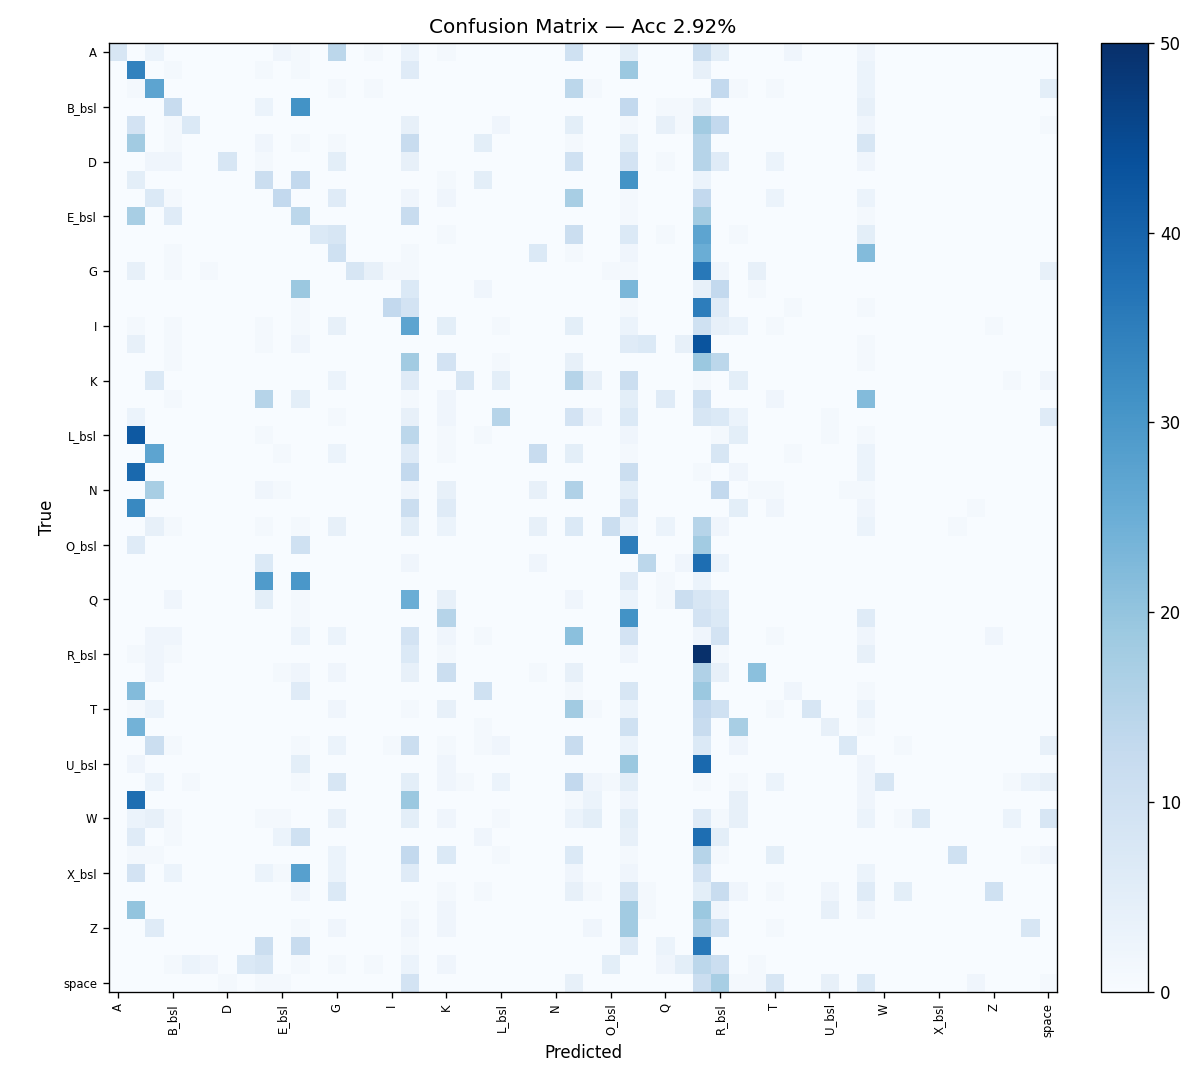 Confusion Matrix — Acc 2.92%
True
A
B_bsl
D
E_bsl
G
I
K
L_bsl
N
O_bsl
Q
R_bsl
T
U_bsl
W
X_bsl
Z
space
A
B_bsl
D
E_bsl
G
I
K
L_bsl
N
O_bsl
Q
R_bsl
T
U_bsl
W
X_bsl
Z
space
Predicted
50
40
30
20
10
0